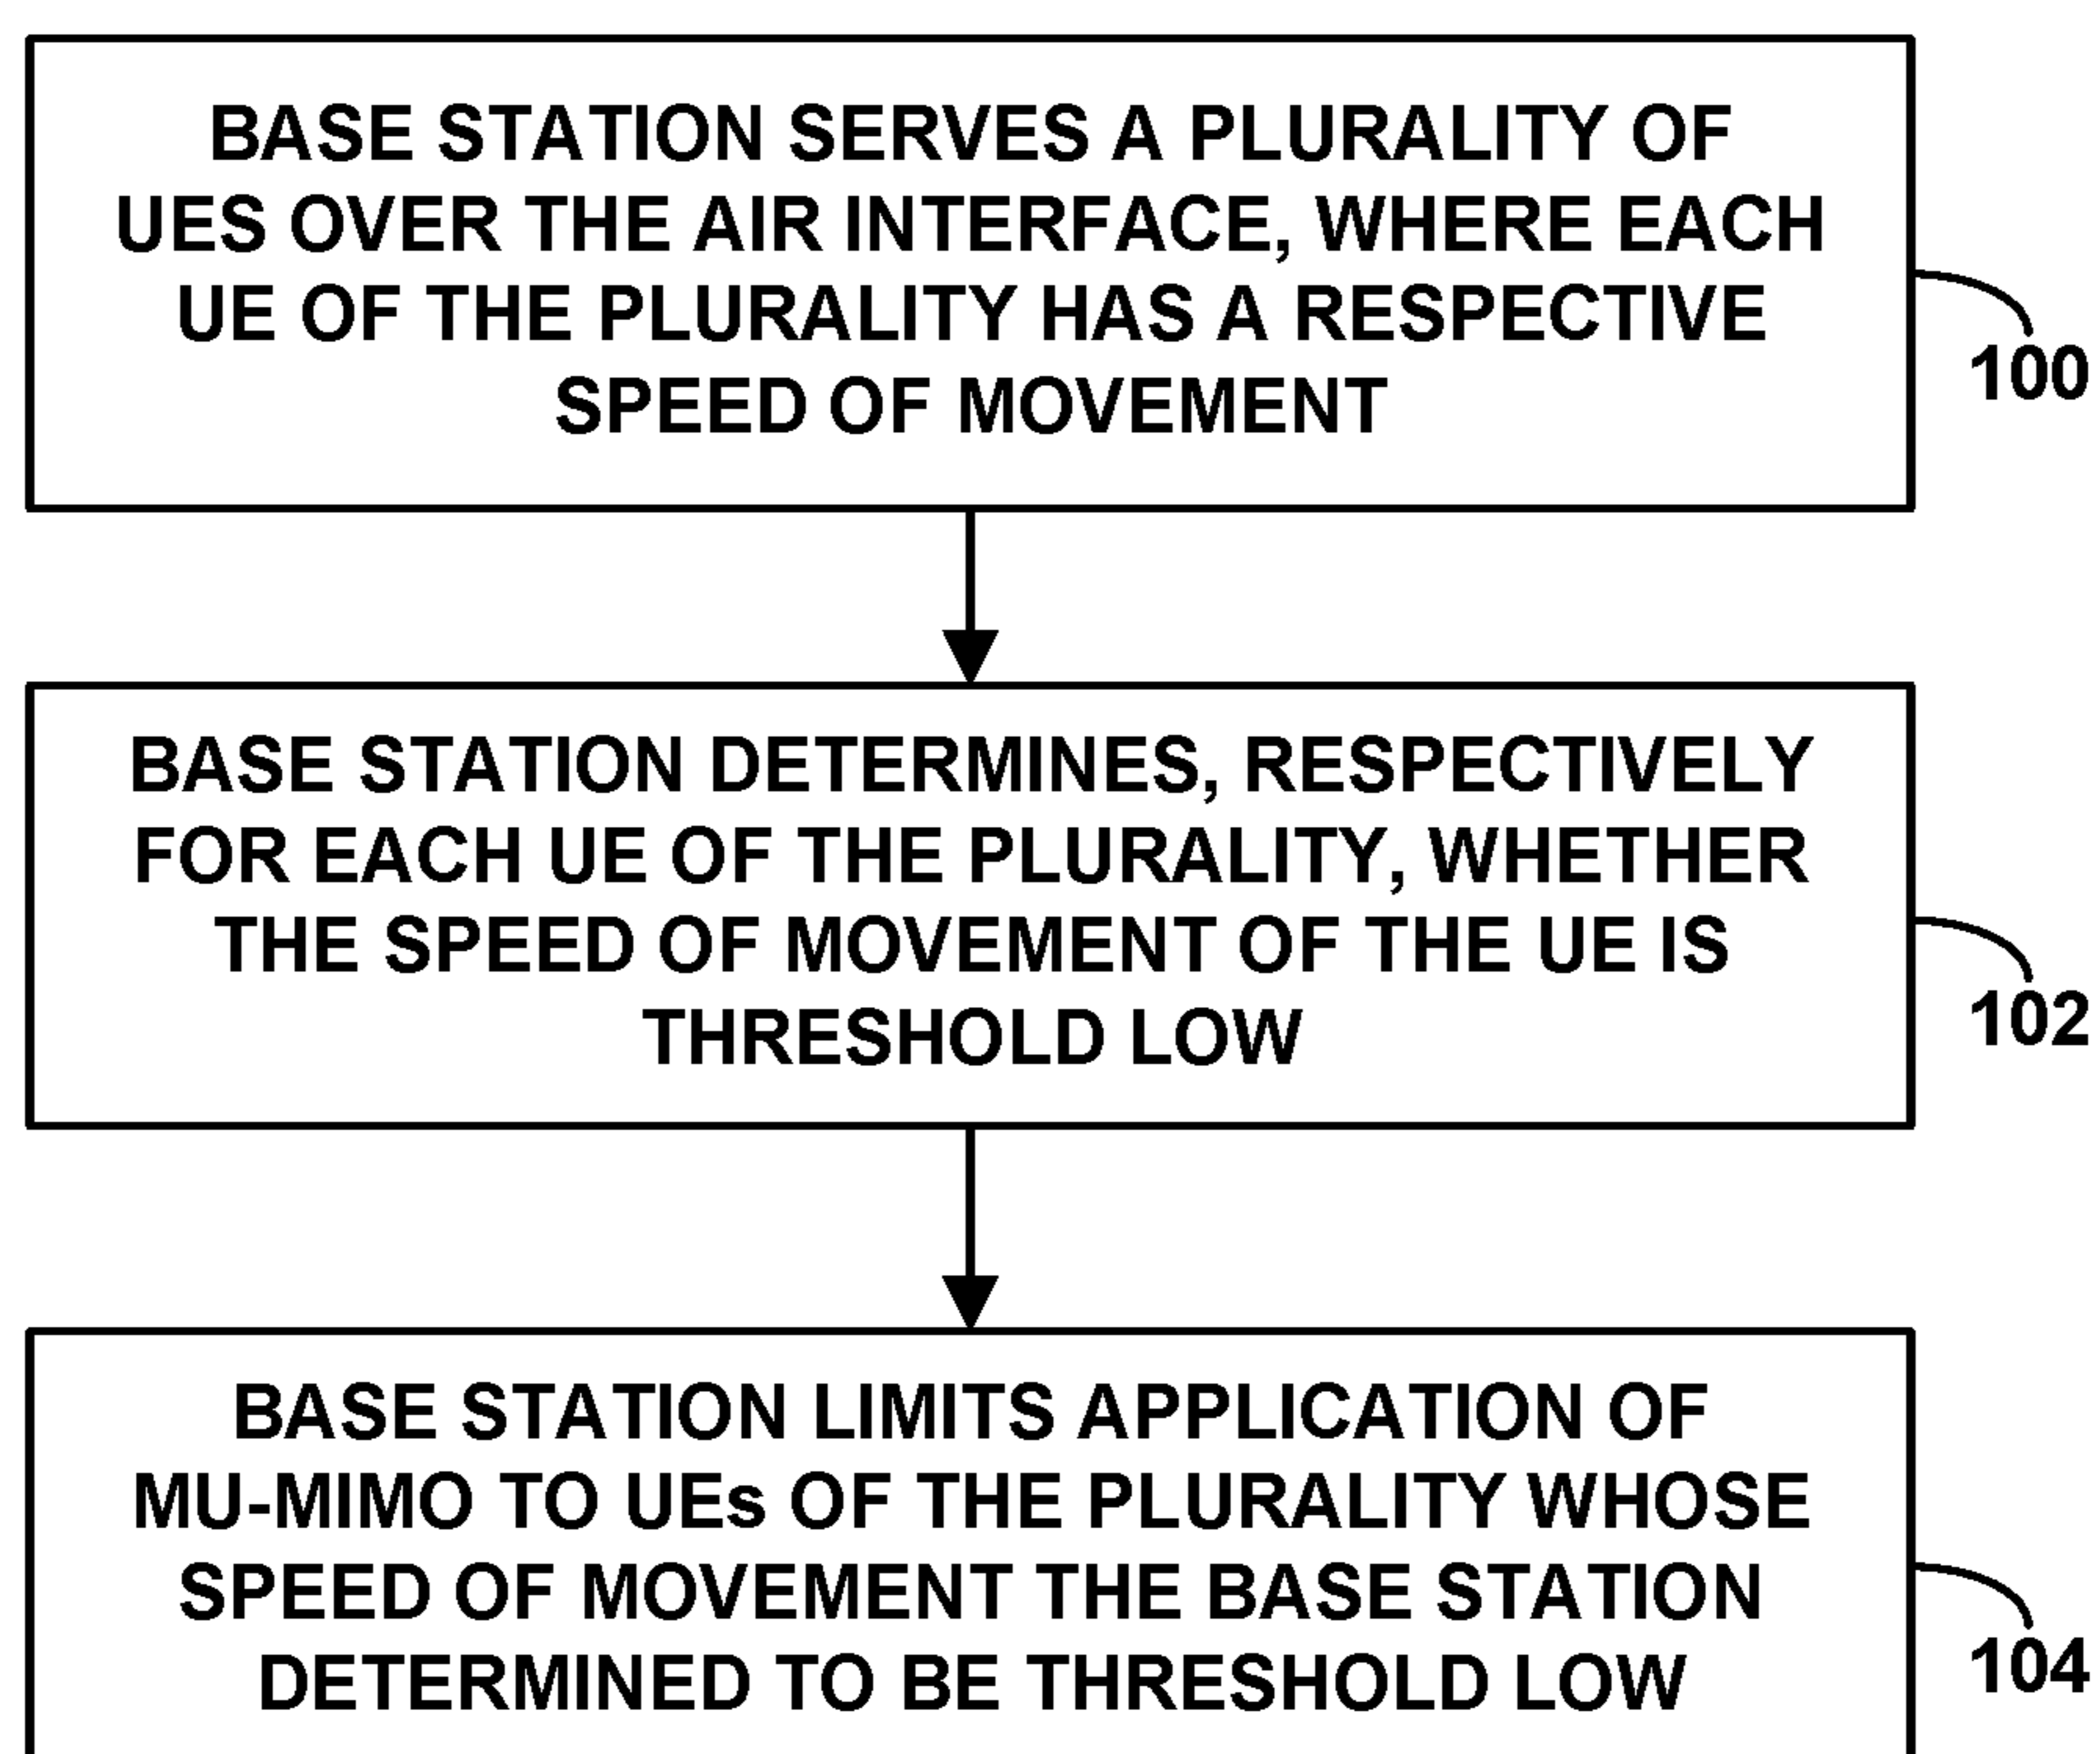 BASE STATION SERVES A PLURALITY OF
UES OVER THE AIR INTERFACE, WHERE EACH
UE OF THE PLURALITY HAS A RESPECTIVE
SPEED OF MOVEMENT
100
BASE STATION DETERMINES, RESPECTIVELY
FOR EACH UE OF THE PLURALITY, WHETHER
THE SPEED OF MOVEMENT OF THE UE IS
THRESHOLD LOW
102
BASE STATION LIMITS APPLICATION OF
MU-MIMO TO UEs OF THE PLURALITY WHOSE
SPEED OF MOVEMENT THE BASE STATION
DETERMINED TO BE THRESHOLD LOW
104